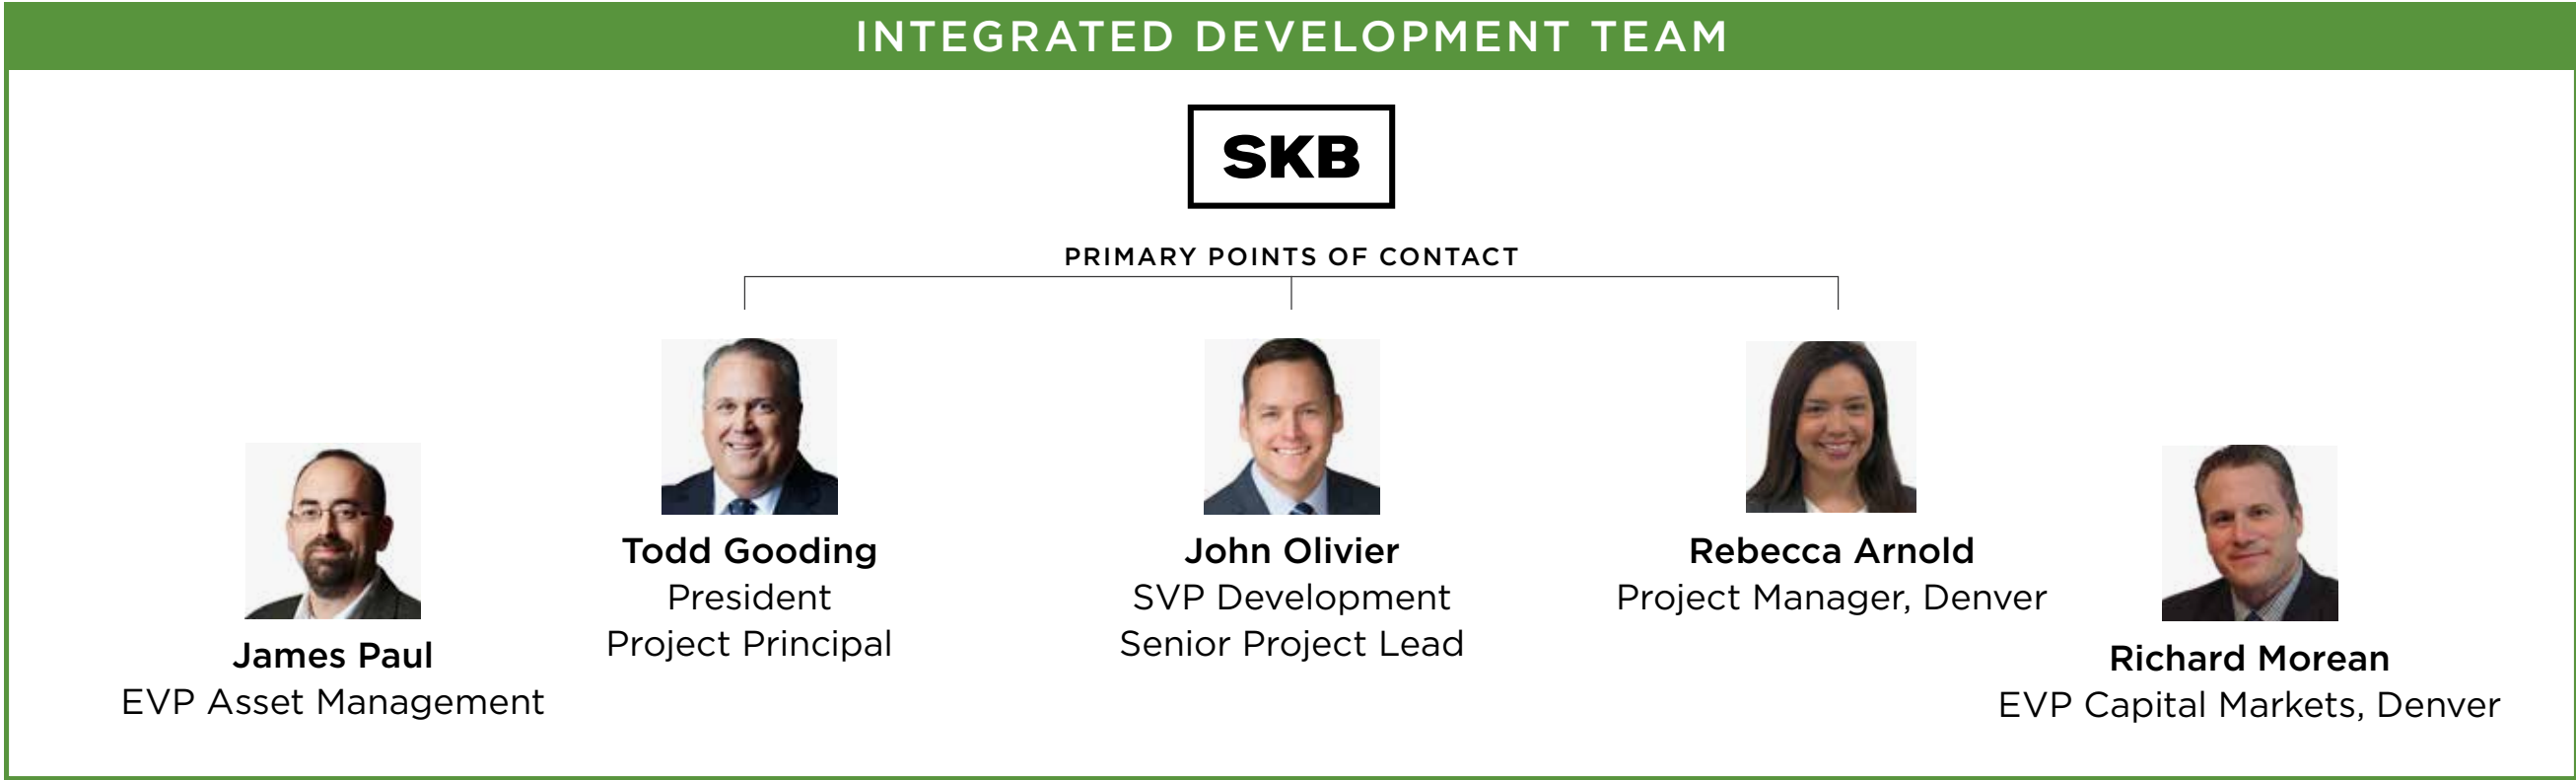 INTEGRATED DEVELOPMENT TEAM
SKB
PRIMARY POINTS OF CONTACT
James Paul
EVP Asset Management
Todd Gooding
President
Project Principal
John Olivier
SVP Development
Senior Project Lead
Rebecca Arnold
Project Manager, Denver
Richard Morean
EVP Capital Markets, Denver